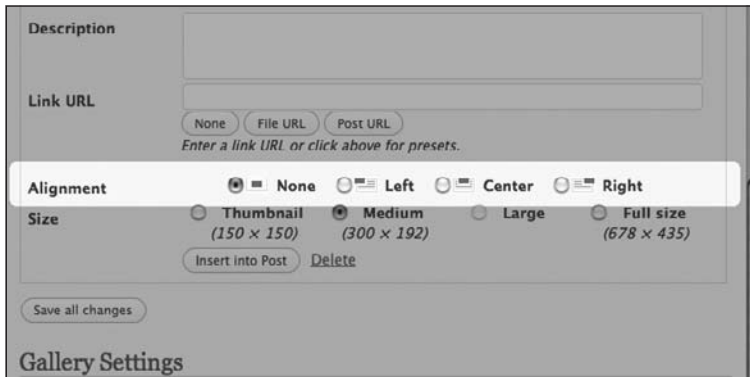 Description
Link URL
None File URL Post URL
Enter a link URL or click above for presets.
Alignment None Left Center Right
Size Thumbnail Medium Large Full size
(150 × 150) (300 × 192) (678 × 435)
Insert into Post Delete
Save all changes
Gallery Settings